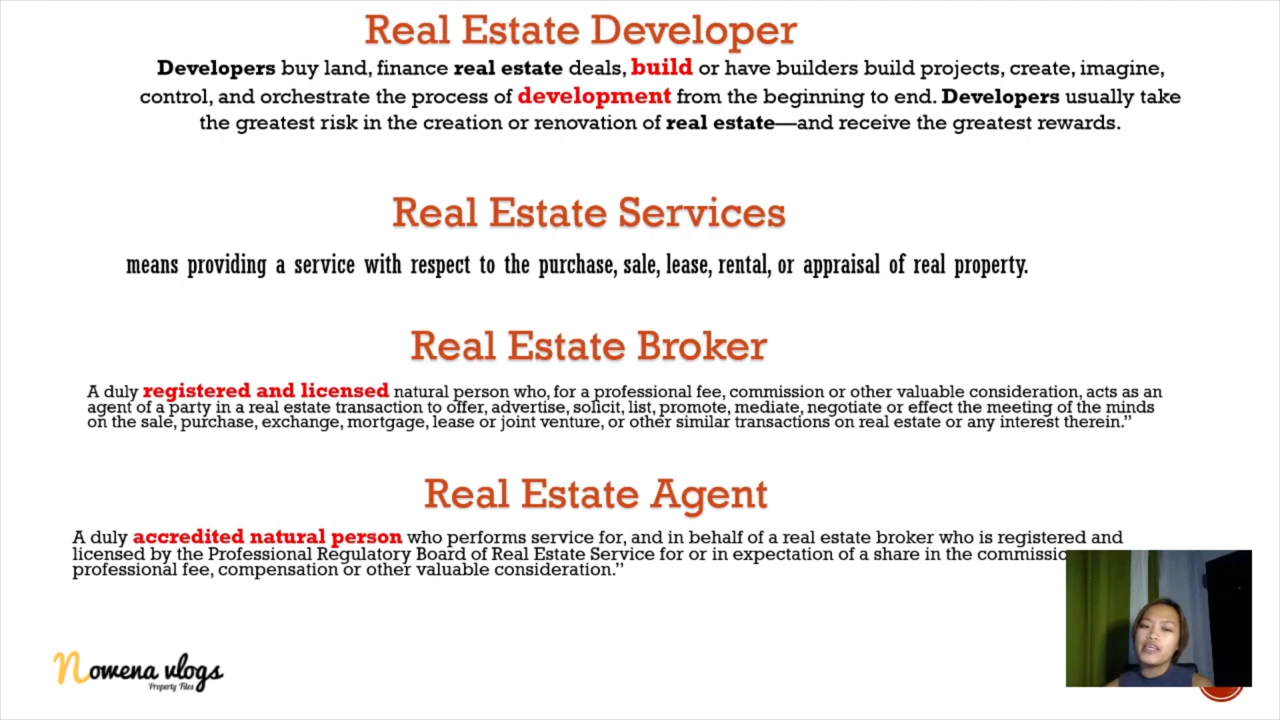 Real Estate Developer
Developers buy land, finance real estate deals, build or have builders build projects, create, imagine,
control, and orchestrate the process of development from the beginning to end. Developers usually take
the greatest risk in the creation or renovation of real estate—and receive the greatest rewards.
Real Estate Services
means providing a service with respect to the purchase, sale, lease, rental, or appraisal of real property.
Real Estate Broker
A duly registered and licensed natural person who, for a professional fee, commission or other valuable consideration, acts as an
agent of a party in a real estate transaction to offer, advertise, solicit, list, promote, mediate, negotiate or effect the meeting of the minds
on the sale, purchase, exchange, mortgage, lease or joint venture, or other similar transactions on real estate or any interest therein.”
Real Estate Agent
A duly accredited natural person who performs service for, and in behalf of a real estate broker who is registered and
licensed by the Professional Regulatory Board of Real Estate Service for or in expectation of a share in the
professional fee, compensation or other valuable consideration.”
Nowena vlogs
Property Files